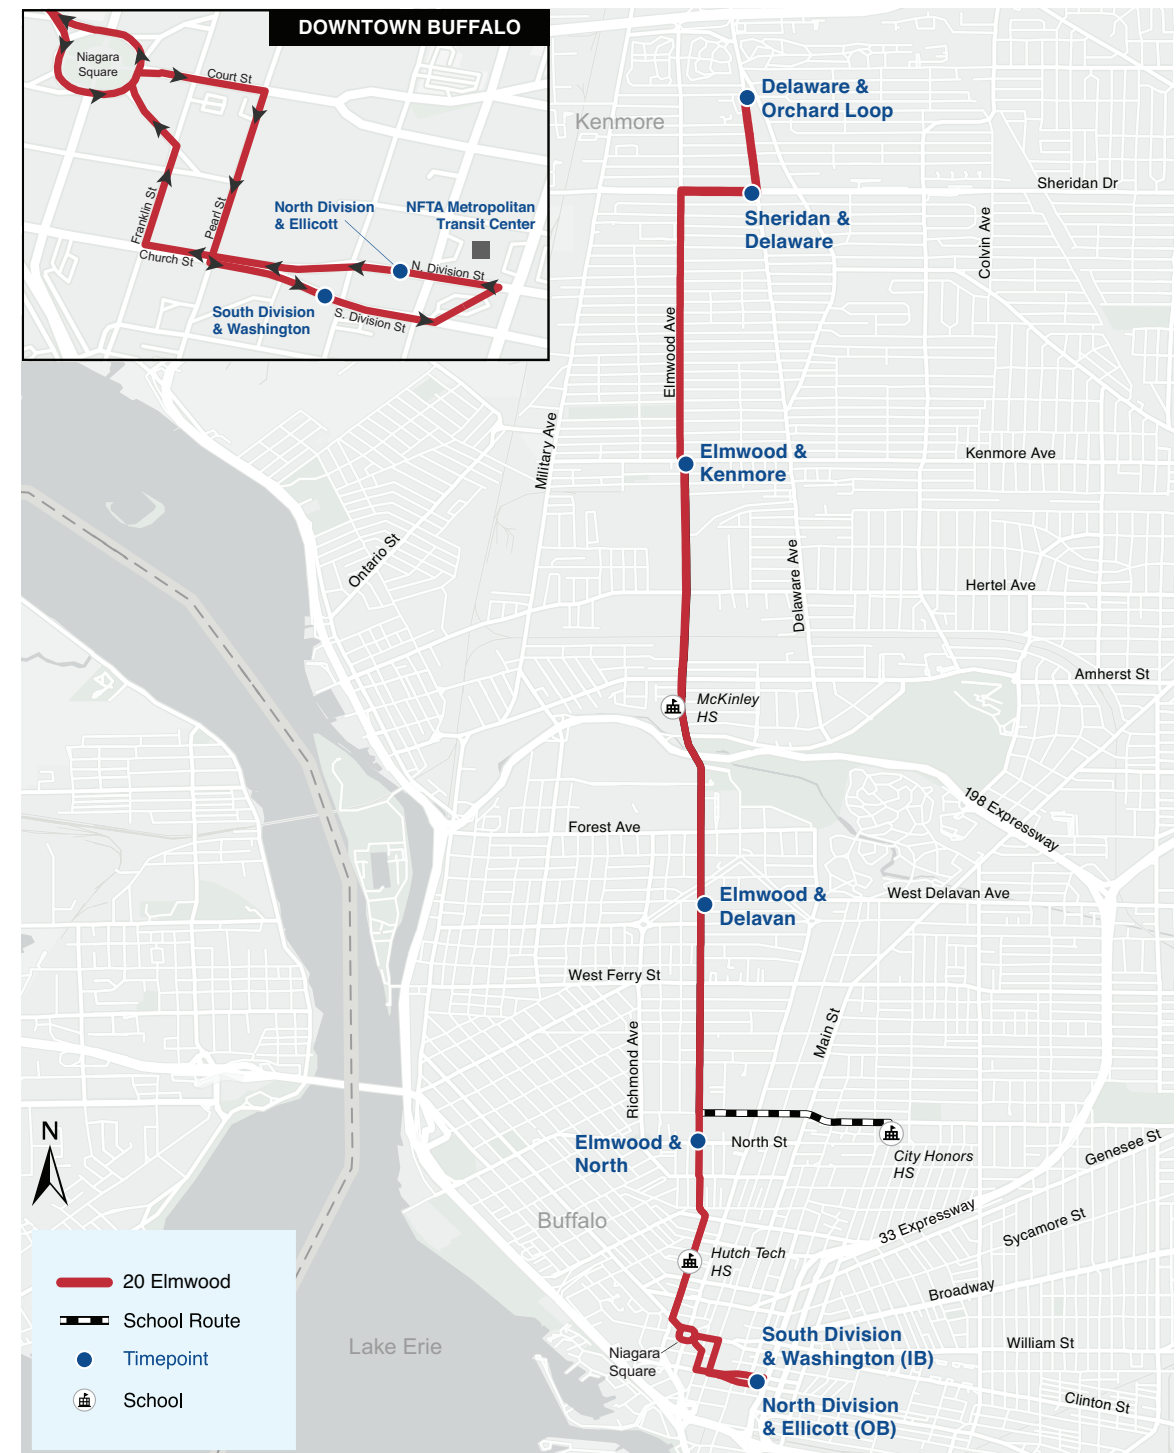 DOWNTOWN BUFFALO
Niagara
Square
Court St
Franklin St
Pearl St
North Division
& Ellicott
NFTA Metropolitan
Transit Center
Church St
N. Division St
South Division
& Washington
S. Division St
Kenmore
Delaware &
Orchard Loop
Sheridan Dr
Sheridan &
Delaware
Colvin Ave
Elmwood Ave
Military Ave
Elmwood &
Kenmore
Kenmore Ave
Ontario St
Delaware Ave
Hertel Ave
Amherst St
McKinley
HS
198 Expressway
Forest Ave
Elmwood &
Delavan
West Delavan Ave
West Ferry St
Richmond Ave
Main St
N
Elmwood &
North
North St
City Honors
HS
Genesee St
Buffalo
33 Expressway
Sycamore St
Hutch Tech
HS
Broadway
20 Elmwood
School Route
Timepoint
School
Lake Erie
Niagara
Square
South Division
& Washington (IB)
William St
North Division
& Ellicott (OB)
Clinton St